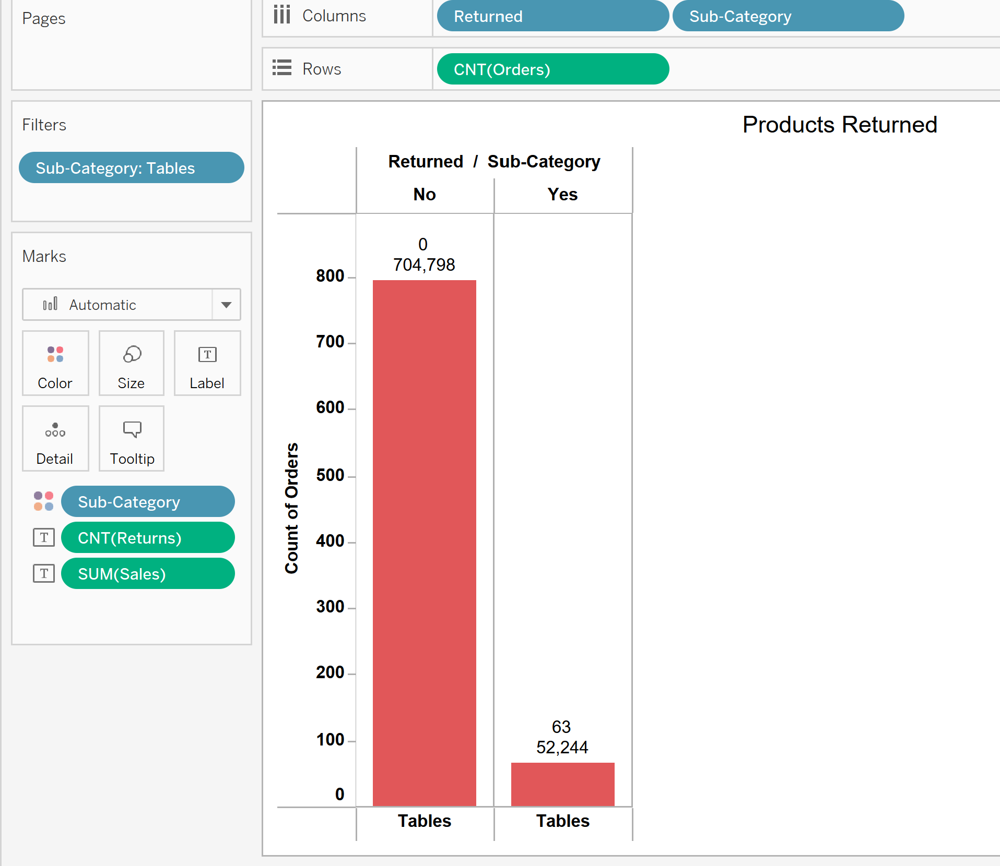 Pages
Columns
Returned
Sub-Category
Rows
CNT(Orders)
Filters
Sub-Category: Tables
Marks
Automatic
Color
Size
T
Label
Detail
Tooltip
Sub-Category
T
CNT(Returns)
T
SUM(Sales)
Products Returned
Returned / Sub-Category
No
Yes
Count of Orders
800
700
600
500
400
300
200
100
0
0
704,798
63
52,244
Tables
Tables